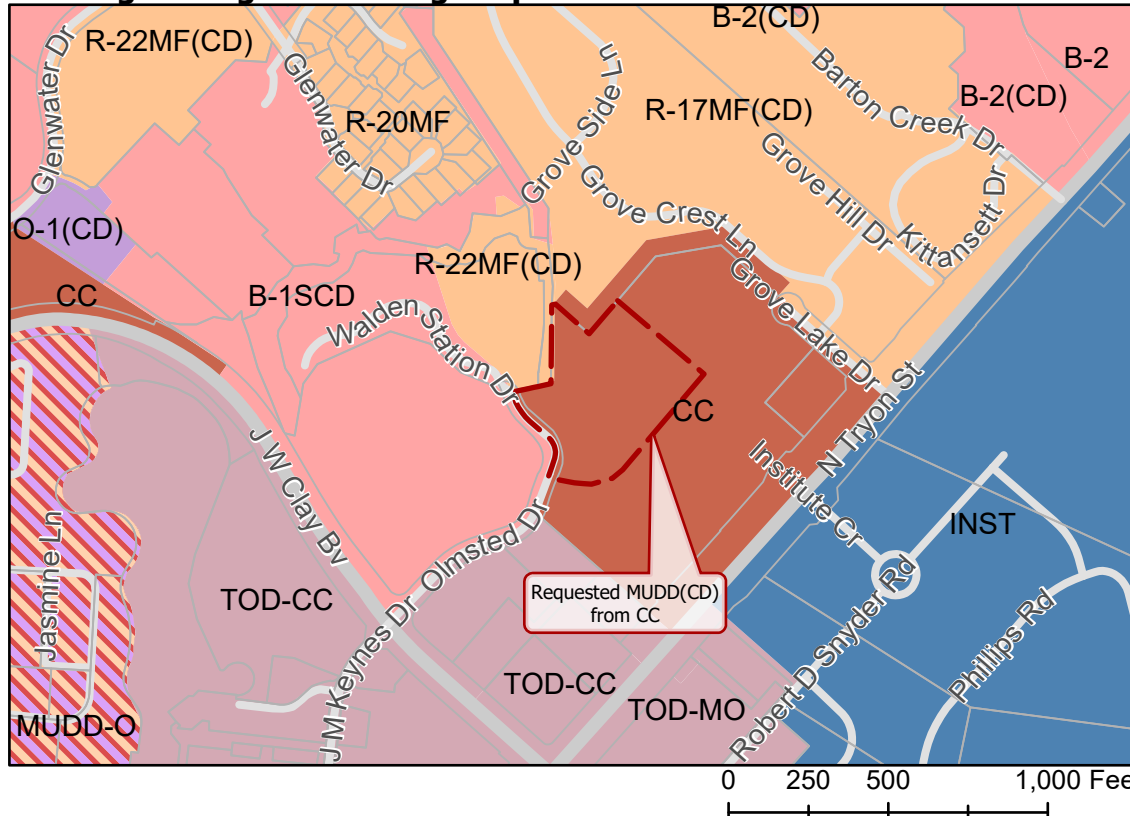 B-2(CD)
R-22MF(CD)
B-2
Glenwater Dr
Glenwater Dr
R-20MF
Grove Side Ln
R-17MF(CD)
Barton Creek Dr
B-2(CD)
Grove Hill Dr
Kittansett Dr
O-1(CD)
Grove Crest Ln
R-22MF(CD)
CC
B-1SCD
Walden Station Dr
Grove Lake Dr
CC
N Tryon St
Institute Cr
J W Clay Bv
INST
Jasmine Ln
Olmsted Dr
Requested MUDD(CD)
from CC
TOD-CC
J M Keynes Dr
Robert D Snyder Rd
Phillips Rd
TOD-CC
TOD-MO
MUDD-O
0 250 500 1,000 Fee